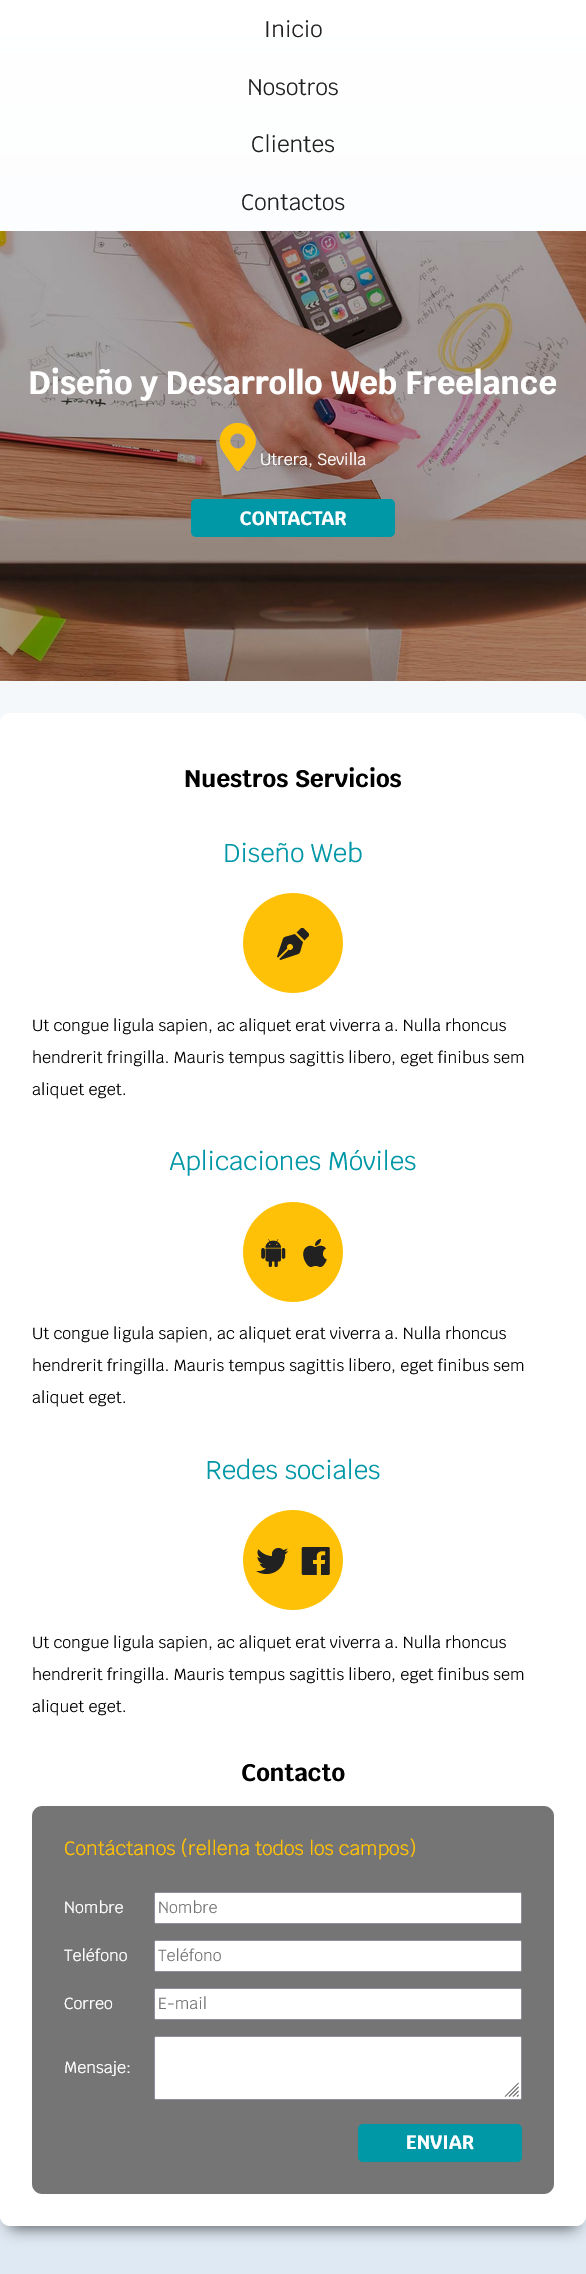 Inicio
Nosotros
Clientes
Contactos
Diseño y Desarrollo Web Freelance
Utrera, Sevilla
CONTACTAR
Nuestros Servicios
Diseño Web
Ut congue ligula sapien, ac aliquet erat viverra a. Nulla rhoncus
hendrerit fringilla. Mauris tempus sagittis libero, eget finibus sem
aliquet eget.
Aplicaciones Móviles
Ut congue ligula sapien, ac aliquet erat viverra a. Nulla rhoncus
hendrerit fringilla. Mauris tempus sagittis libero, eget finibus sem
aliquet eget.
Redes sociales
Ut congue ligula sapien, ac aliquet erat viverra a. Nulla rhoncus
hendrerit fringilla. Mauris tempus sagittis libero, eget finibus sem
aliquet eget.
Contacto
Contáctanos (rellena todos los campos)
Nombre Nombre
Teléfono Teléfono
Correo E-mail
Mensaje:
ENVIAR